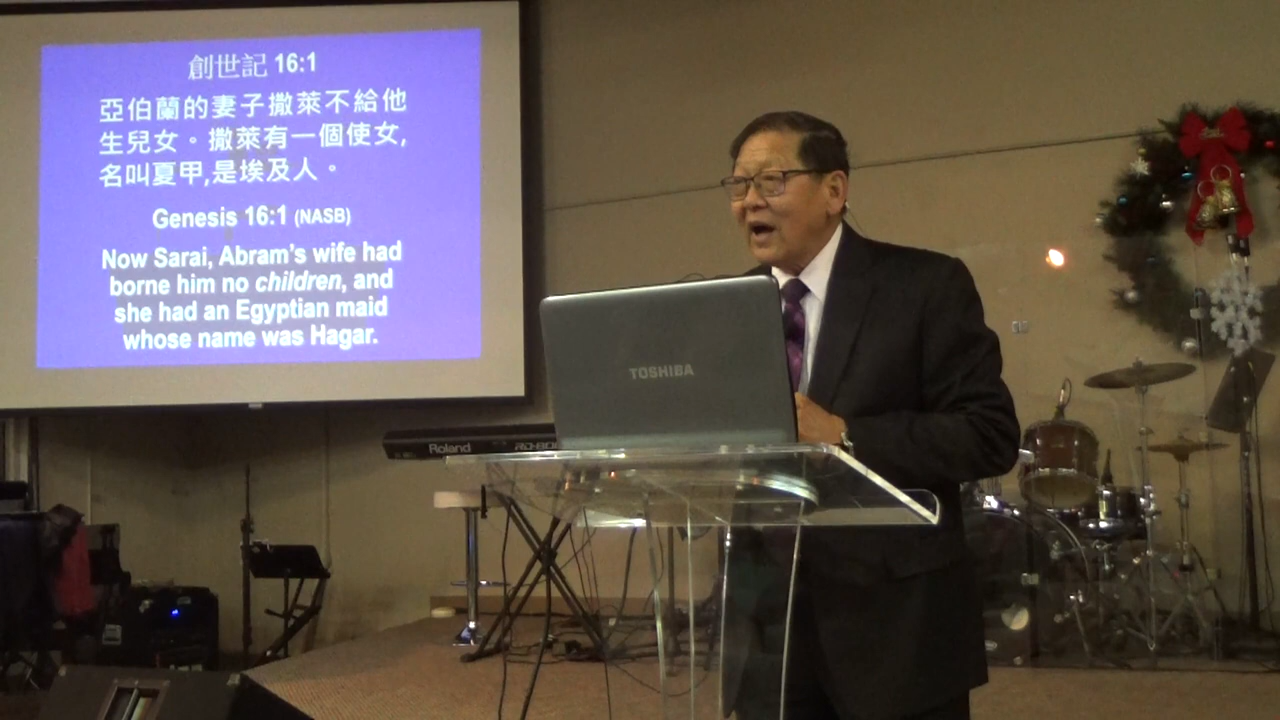 創世記 16:1
亞伯蘭的妻子撒萊不給他
生兒女。撒萊有一個使女,
名叫夏甲,是埃及人。
Genesis 16:1 (NASB)
Now Sarai, Abram's wife had
borne him no children, and
she had an Egyptian maid
whose name was Hagar.
TOSHIBA
Roland